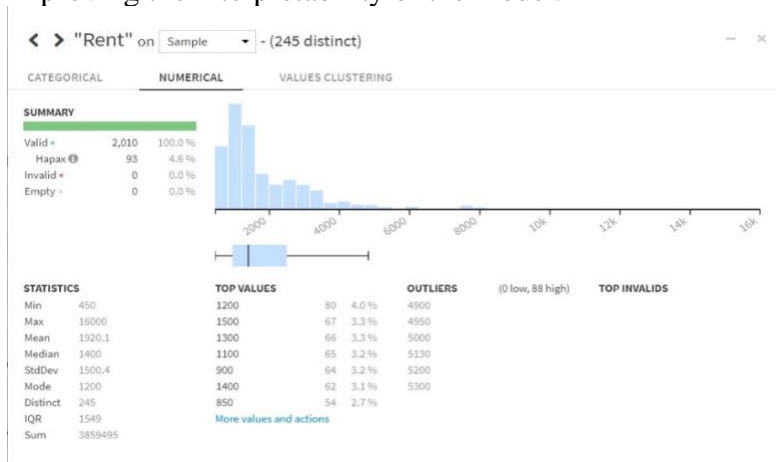 "Rent" on Sample - (245 distinct)
CATEGORICAL NUMERICAL VALUES CLUSTERING
SUMMARY
Valid 2,010 100.0 %
Hapax 93 4.6 %
Invalid 0 0.0 %
Empty 0 0.0 %
2000 4000 6000 8000 10k 12k 14k 16k
STATISTICS
Min 450
Max 16000
Mean 1920.1
Median 1400
StdDev 1500.4
Mode 1200
Distinct 245
IQR 1549
Sum 3859495
TOP VALUES
1200 80 4.0 %
1500 67 3.3 %
1300 66 3.3 %
1100 65 3.2 %
900 64 3.2 %
1400 62 3.1 %
850 54 2.7 %
More values and actions
OUTLIERS (0 low, 88 high)
4900
4950
5000
5130
5200
5300
TOP INVALIDS